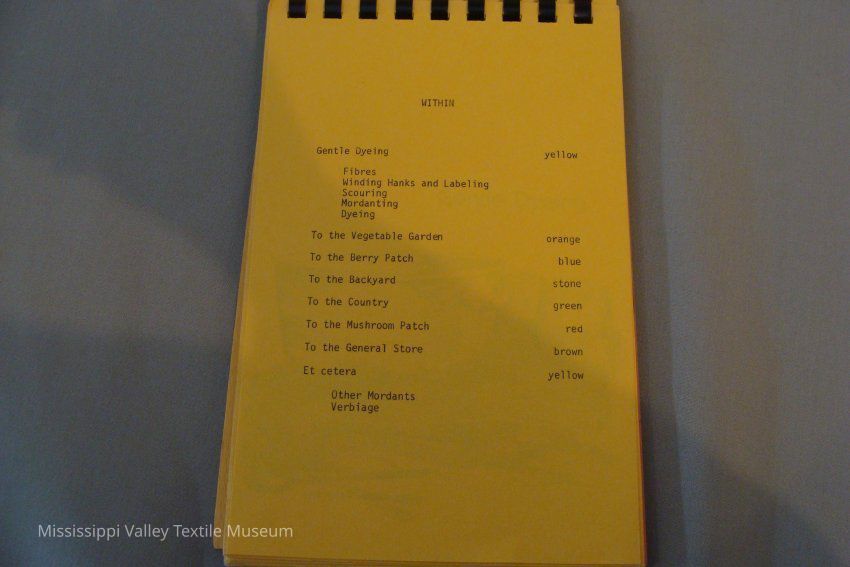 WITHIN
Gentle Dyeing yellow
Fibres
Winding Hanks and Labeling
Scouring
Mordanting
Dyeing
To the Vegetable Garden orange
To the Berry Patch blue
To the Backyard stone
To the Country green
To the Mushroom Patch red
To the General Store brown
Et cetera yellow
Other Mordants
Verbiage
Mississippi Valley Textile Museum